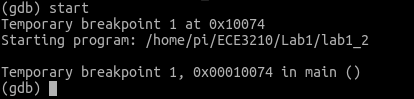 (gdb) start
Temporary breakpoint 1 at 0x10074
Starting program: /home/pi/ECE3210/Lab1/lab1_2
Temporary breakpoint 1, 0x00010074 in main ()
(gdb)